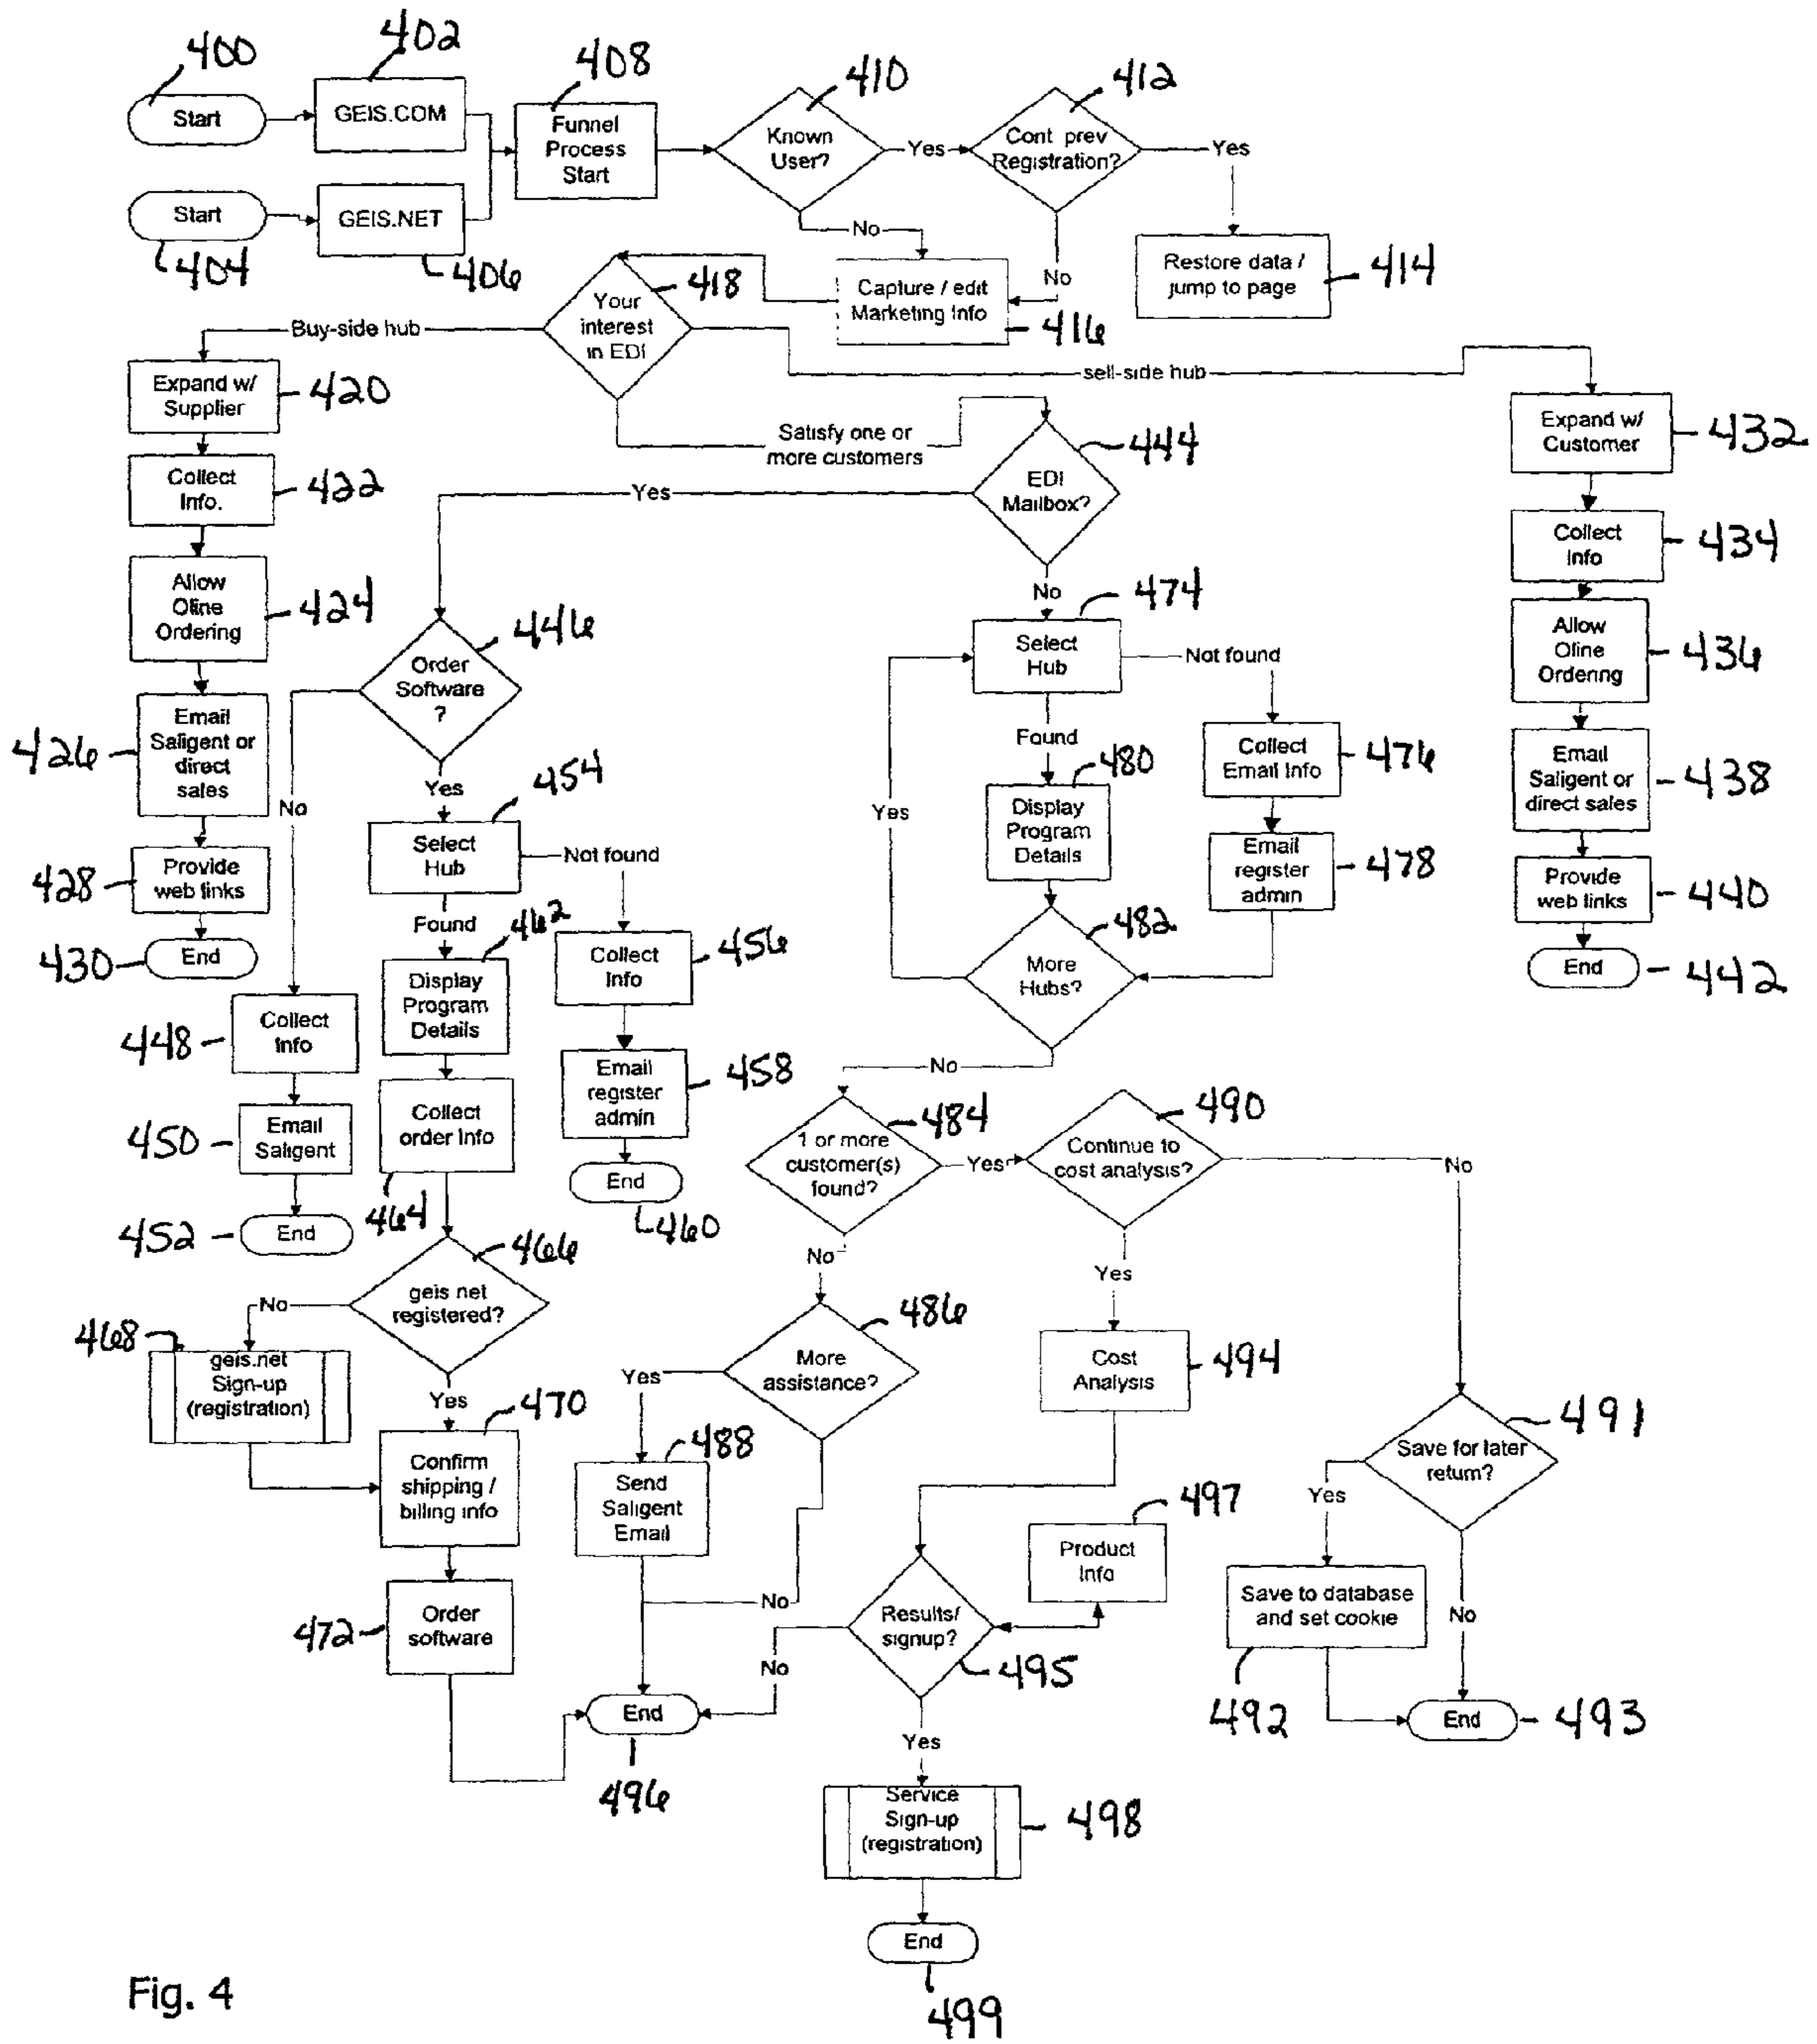 400
402
408
410
412
Start
GEIS.COM
Funnel
Process
Start
Known
User?
Yes
Cont prev
Registration?
Yes
Start
GEIS.NET
404
406
No
No
Restore data /
jump to page
414
Capture / edit
Marketing Info
416
418
Your
interest
in EDI
Buy-side hub
sell-side hub
Satisfy one or
more customers
Expand w/
Supplier
420
Collect
Info.
422
Allow
Oline
Ordering
424
Email
Saligent or
direct
sales
426
Provide
web links
428
End
430
Expand w/
Customer
432
Collect
Info
434
Allow
Oline
Ordering
436
Email
Saligent or
direct sales
438
Provide
web links
440
End
442
444
EDI
Mailbox?
Yes
No
446
Order
Software
?
No
Yes
448
Collect
Info
450
Email
Saligent
452
End
454
Select
Hub
Not found
Found
456
Collect
Info
458
Email
register
admin
End
460
462
Display
Program
Details
Collect
order Info
464
466
geis net
registered?
No
Yes
468
geis.net
Sign-up
(registration)
470
Confirm
shipping /
billing info
472
Order
software
474
Select
Hub
Not found
Found
Collect
Email Info
476
Email
register
admin
478
480
Display
Program
Details
Yes
482
More
Hubs?
No
484
1 or more
customer(s)
found?
Yes
No
486
More
assistance?
Yes
No
488
Send
Saligent
Email
490
Continue to
cost analysis?
No
Yes
491
Save for later
return?
Yes
No
Save to database
and set cookie
492
End
493
Cost
Analysis
494
Results/
signup?
495
No
Yes
497
Product
Info
End
496
Service
Sign-up
(registration)
498
End
499
Fig. 4